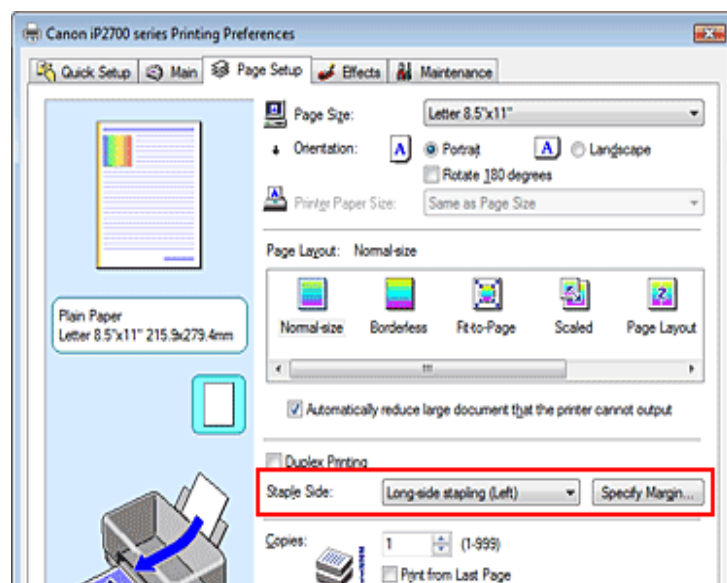 Canon iP2700 series Printing Preferences
Quick Setup Main Page Setup Effects Maintenance
Page Size: Letter 8.5"x11"
Orientation: A Portrait A Landscape
Rotate 180 degrees
Printer Paper Size: Same as Page Size
Page Layout: Normal-size
Normal-size Borderless Fit-to-Page Scaled Page Layout
Plain Paper
Letter 8.5"x11" 215.9x279.4mm
Automatically reduce large document that the printer cannot output
Duplex Printing
Staple Side: Long-side stapling (Left) Specify Margin...
Copies: 1 (1-999)
Print from Last Page